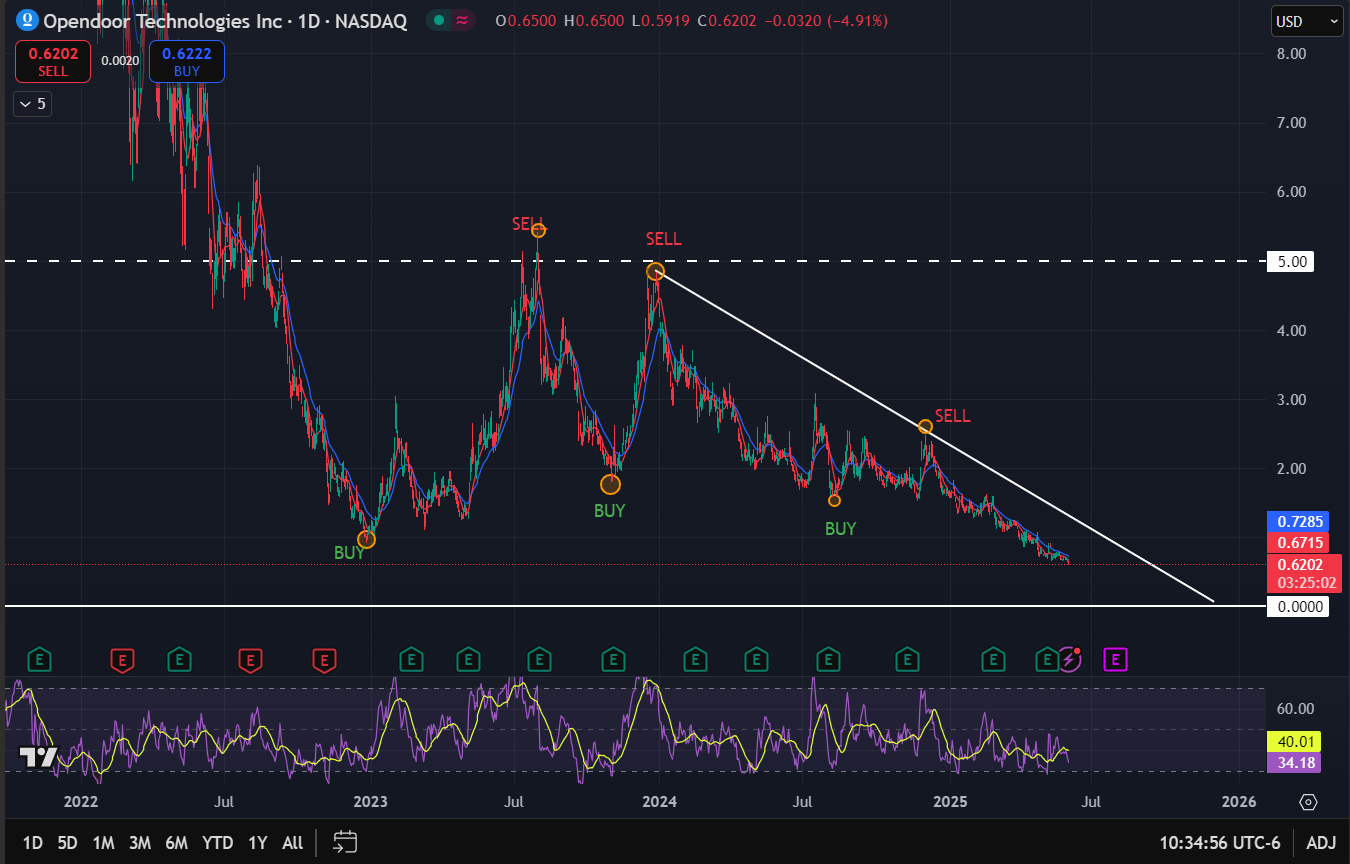 Opendoor Technologies Inc · 1D · NASDAQ O0.6500 H0.6500 L0.5919 C0.6202 −0.0320 (−4.91%)
USD
0.6202
SELL
0.0020
0.6222
BUY
5
8.00
7.00
6.00
SELL
SELL
5.00
4.00
3.00
SELL
2.00
BUY
BUY
BUY
0.7285
0.6715
0.6202
03:25:02
0.0000
E E E E E E E E E E E E E E E E
60.00
40.01
34.18
2022 Jul 2023 Jul 2024 Jul 2025 Jul 2026
1D 5D 1M 3M 6M YTD 1Y All 10:34:56 UTC-6 ADJ